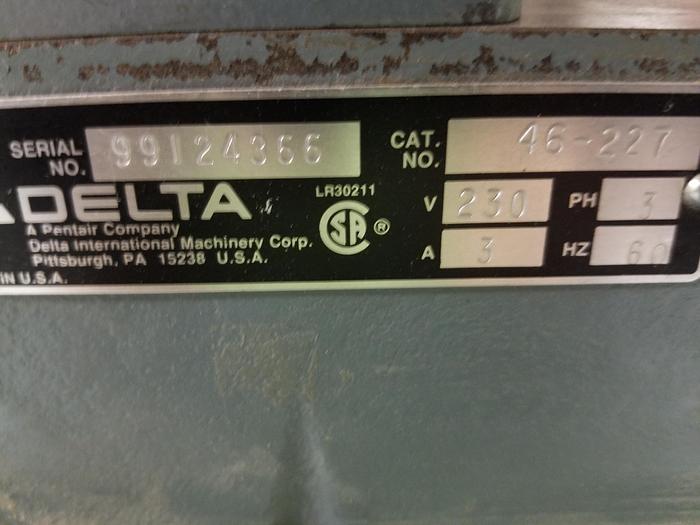 SERIAL NO. 99124366
CAT. NO. 46-227
DELTA
LR30211
V 230
PH 3
A Pentair Company
Delta International Machinery Corp.
Pittsburgh, PA 15238 U.S.A.
SA ®
A 3
HZ 60
IN U.S.A.